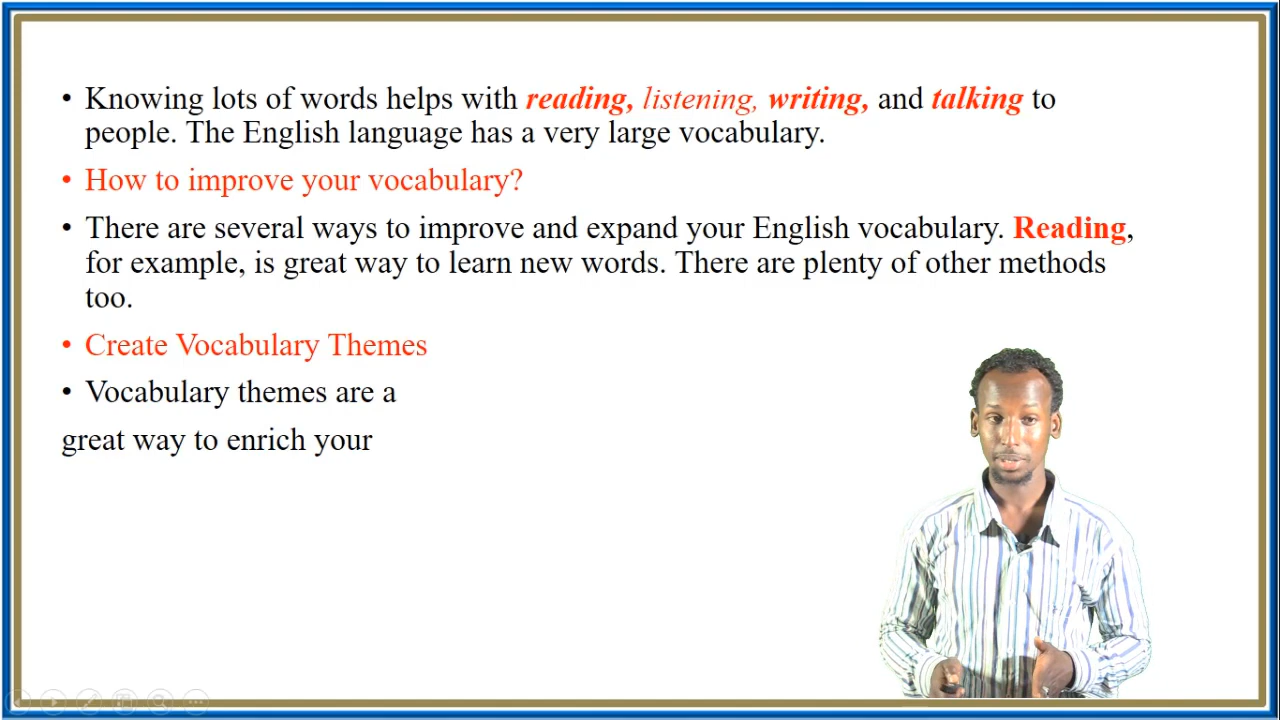 • Knowing lots of words helps with reading, listening, writing, and talking to
people. The English language has a very large vocabulary.
• How to improve your vocabulary?
• There are several ways to improve and expand your English vocabulary. Reading,
for example, is great way to learn new words. There are plenty of other methods
too.
• Create Vocabulary Themes
• Vocabulary themes are a
great way to enrich your